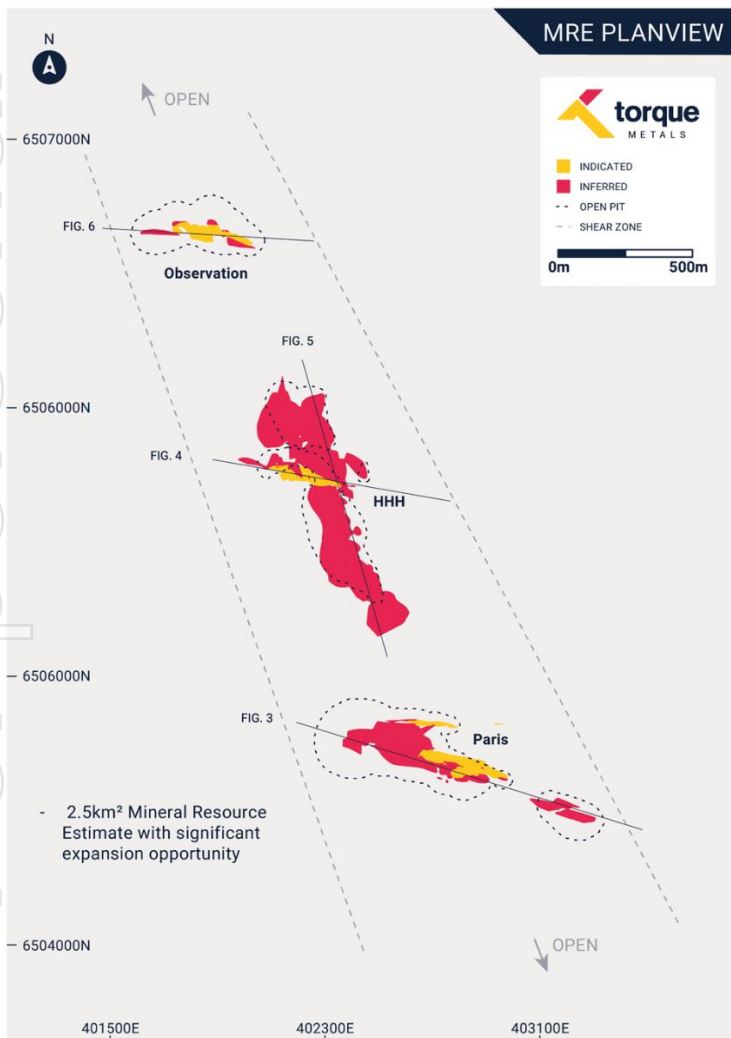 MRE PLANVIEW
N
OPEN
torque
METALS
INDICATED
INFERRED
OPEN PIT
SHEAR ZONE
0m 500m
6507000N
FIG. 6
Observation
FIG. 5
6506000N
FIG. 4
HHH
6506000N
FIG. 3
Paris
- 2.5km² Mineral Resource
Estimate with significant
expansion opportunity
6504000N
OPEN
401500E 402300E 403100E